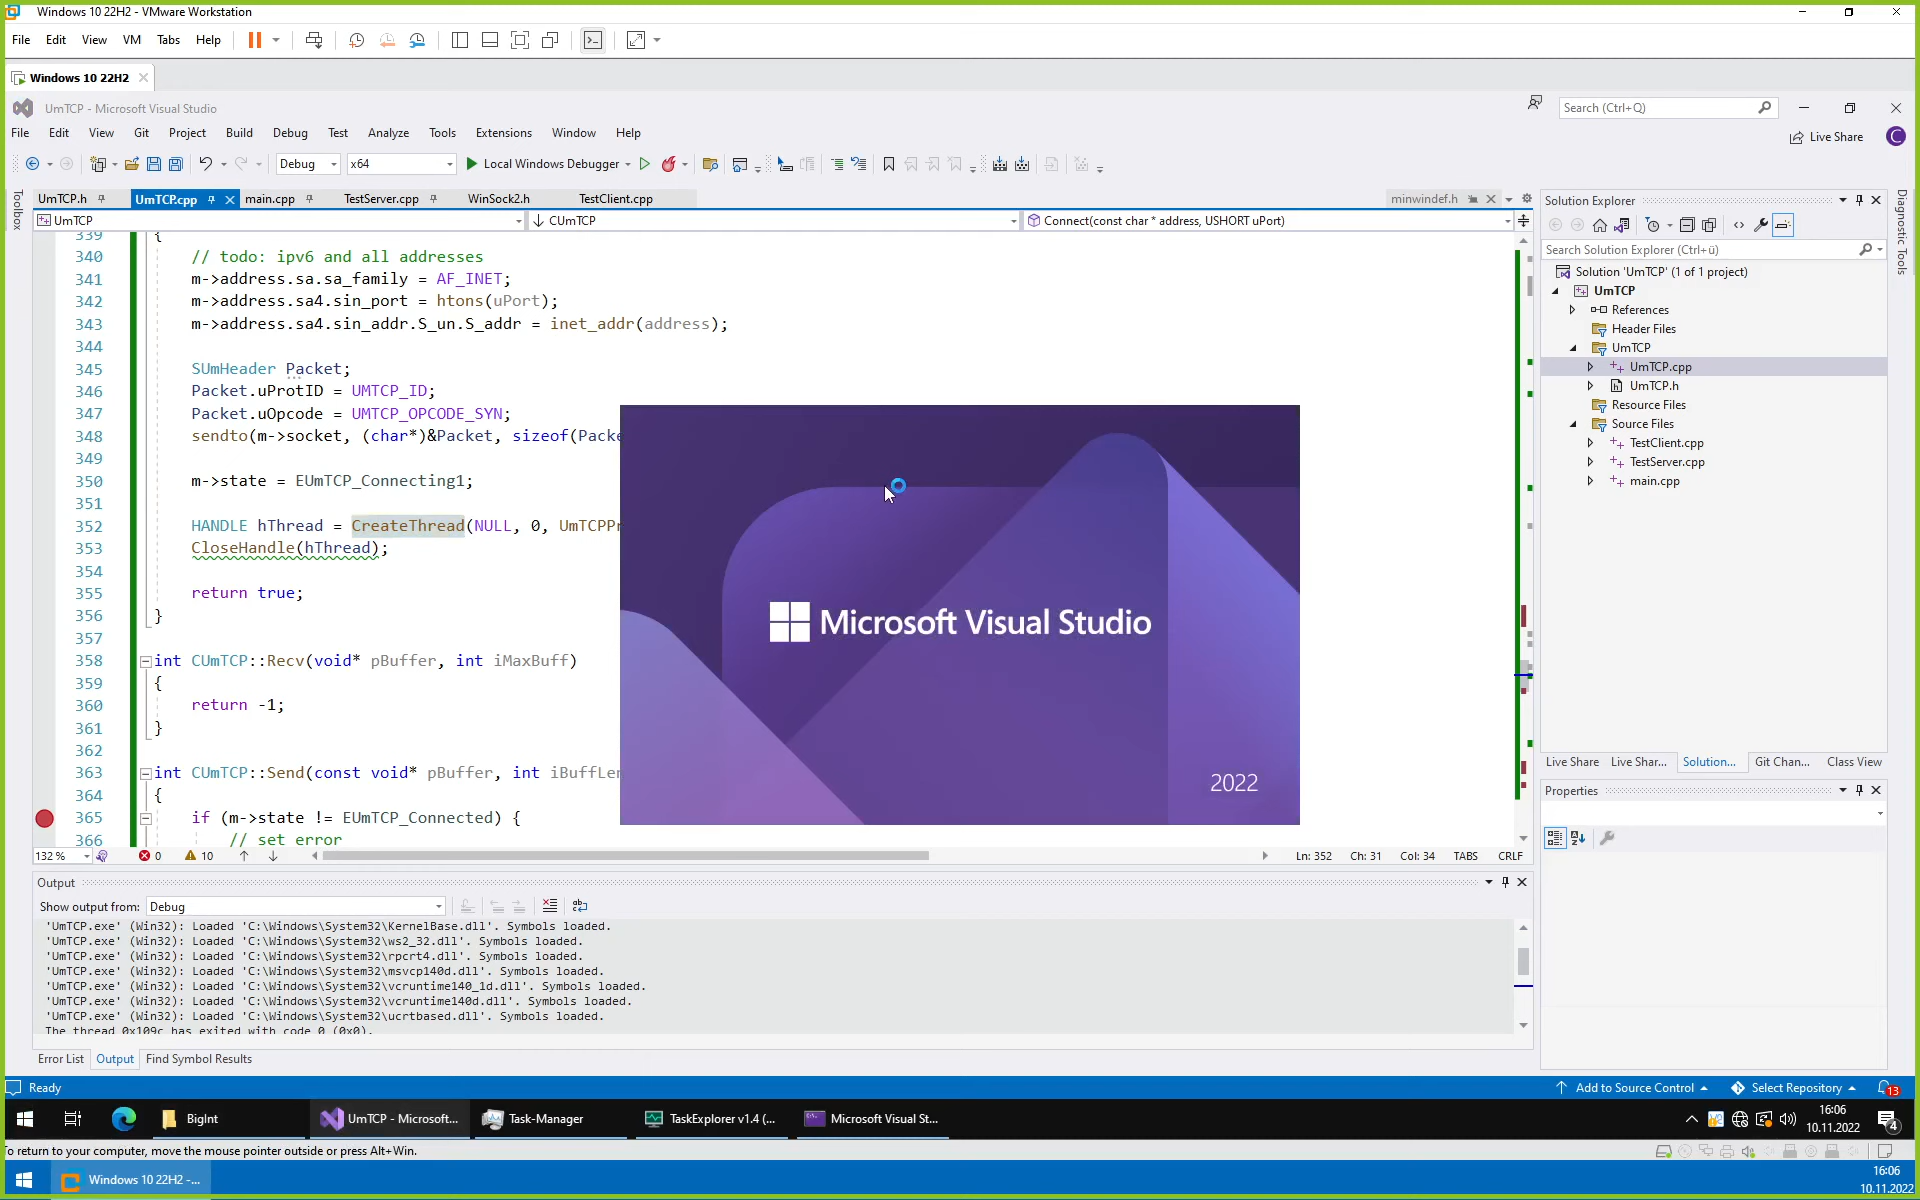 Windows 10 22H2 - VMware Workstation
File Edit View VM Tabs Help
Windows 10 22H2
UmTCP - Microsoft Visual Studio
Search (Ctrl+Q)
File Edit View Git Project Build Debug Test Analyze Tools Extensions Window Help
Live Share
C
Debug x64 Local Windows Debugger
Toolbox
UmTCP.h UmTCP.cpp main.cpp TestServer.cpp WinSock2.h TestClient.cpp minwindef.h
UmTCP CUmTCP Connect(const char * address, USHORT uPort)
339 {
340 // todo: ipv6 and all addresses
341 m->address.sa.sa_family = AF_INET;
342 m->address.sa4.sin_port = htons(uPort);
343 m->address.sa4.sin_addr.S_un.S_addr = inet_addr(address);
344
345 SUmHeader Packet;
346 Packet.uProtID = UMTCP_ID;
347 Packet.uOpcode = UMTCP_OPCODE_SYN;
348 sendto(m->socket, (char*)&Packet, sizeof(Packe
349
350 m->state = EUmTCP_Connecting1;
351
352 HANDLE hThread = CreateThread(NULL, 0, UmTCPPr
353 CloseHandle(hThread);
354
355 return true;
356 }
357
358 int CUmTCP::Recv(void* pBuffer, int iMaxBuff)
359 {
360 return -1;
361 }
362
363 int CUmTCP::Send(const void* pBuffer, int iBuffLen
364 {
365 if (m->state != EUmTCP_Connected) {
366 // set error
Microsoft Visual Studio
2022
132 % 0 10 Ln: 352 Ch: 31 Col: 34 TABS CRLF
Output
Show output from: Debug
'UmTCP.exe' (Win32): Loaded 'C:\Windows\System32\KernelBase.dll'. Symbols loaded.
'UmTCP.exe' (Win32): Loaded 'C:\Windows\System32\ws2_32.dll'. Symbols loaded.
'UmTCP.exe' (Win32): Loaded 'C:\Windows\System32\rpcrt4.dll'. Symbols loaded.
'UmTCP.exe' (Win32): Loaded 'C:\Windows\System32\msvcp140d.dll'. Symbols loaded.
'UmTCP.exe' (Win32): Loaded 'C:\Windows\System32\vcruntime140_1d.dll'. Symbols loaded.
'UmTCP.exe' (Win32): Loaded 'C:\Windows\System32\vcruntime140d.dll'. Symbols loaded.
'UmTCP.exe' (Win32): Loaded 'C:\Windows\System32\ucrtbased.dll'. Symbols loaded.
The thread 0x109c has exited with code 0 (0x0).
Error List Output Find Symbol Results
Solution Explorer
Search Solution Explorer (Ctrl+ü)
Solution 'UmTCP' (1 of 1 project)
UmTCP
References
Header Files
UmTCP
UmTCP.cpp
UmTCP.h
Resource Files
Source Files
TestClient.cpp
TestServer.cpp
main.cpp
Live Share Live Shar... Solution... Git Chan... Class View
Properties
Diagnostic Tools
Ready Add to Source Control Select Repository 13
BigInt UmTCP - Microsoft... Task-Manager TaskExplorer v1.4 (... Microsoft Visual St...
16:06
10.11.2022
4
To return to your computer, move the mouse pointer outside or press Alt+Win.
Windows 10 22H2 -...
16:06
10.11.2022